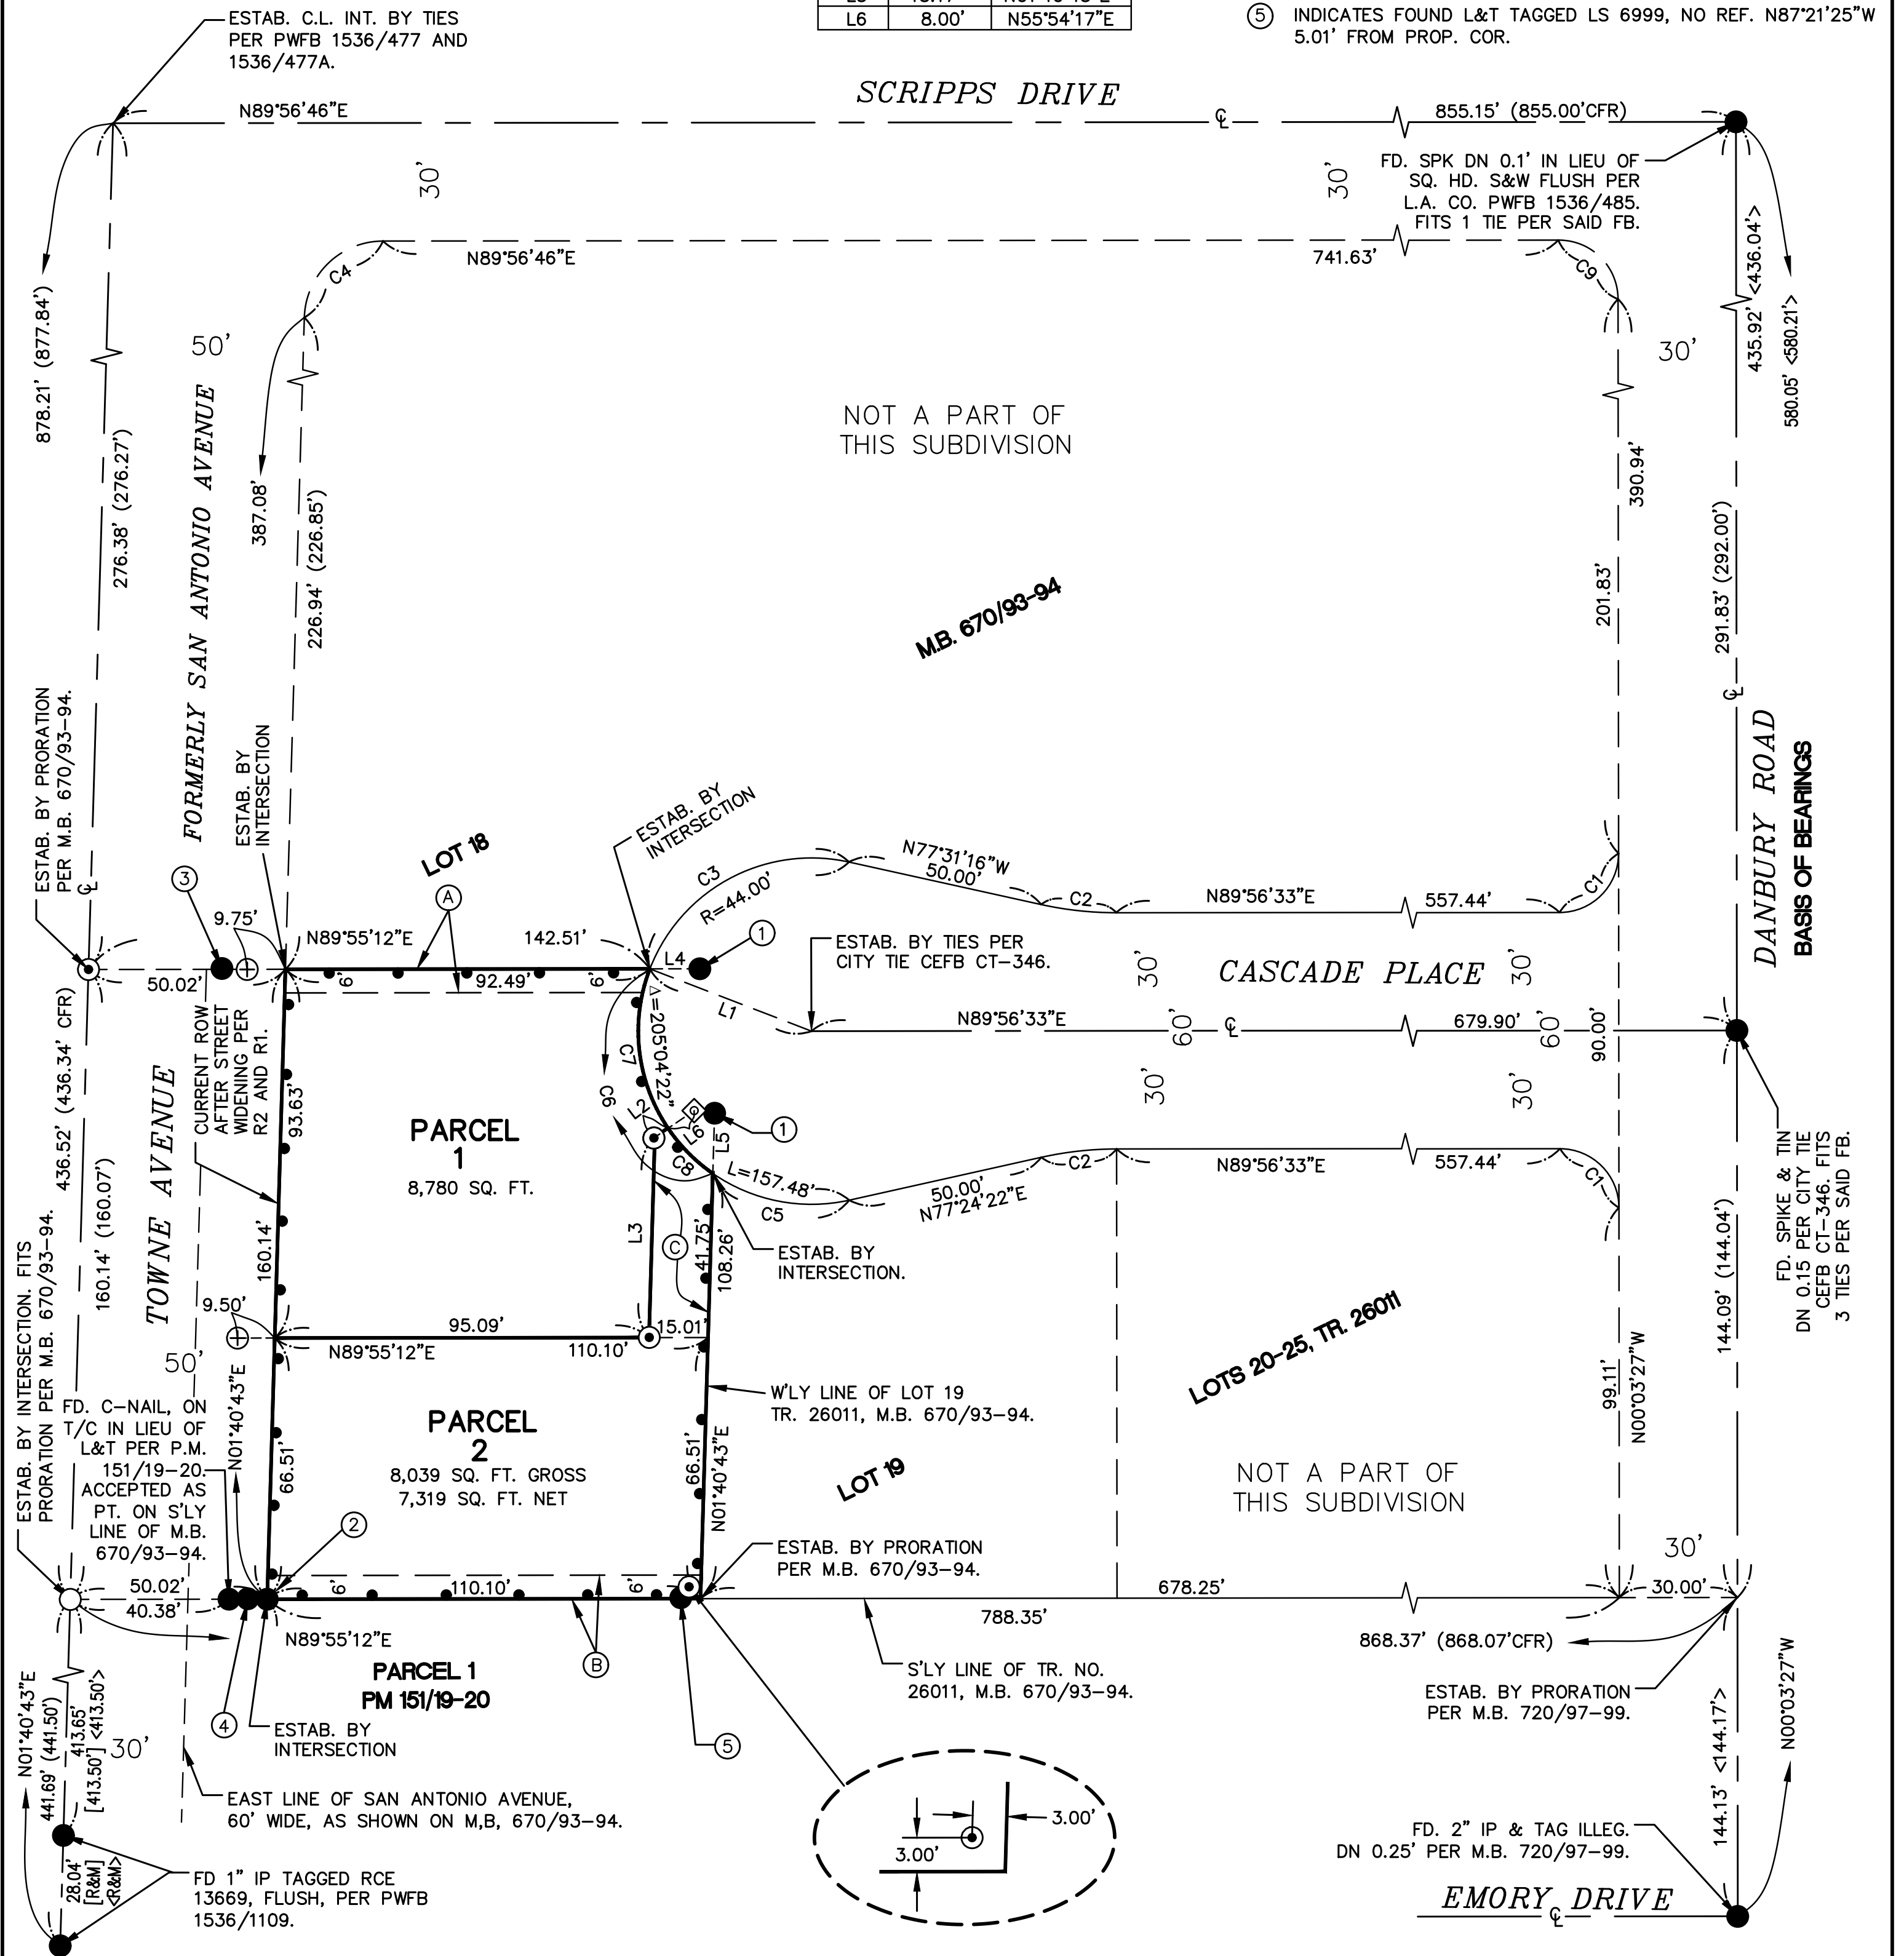 ESTAB. C.L. INT. BY TIES
PER PWFB 1536/477 AND
1536/477A.
L6 8.00' N55°54'17"E
⑤ INDICATES FOUND L&T TAGGED LS 6999, NO REF. N87°21'25"W
5.01' FROM PROP. COR.
SCRIPPS DRIVE
N89°56'46"E
℄
855.15' (855.00'CFR)
30'
30'
FD. SPK DN 0.1' IN LIEU OF
SQ. HD. S&W FLUSH PER
L.A. CO. PWFB 1536/485.
FITS 1 TIE PER SAID FB.
C4
N89°56'46"E
741.63'
C9
878.21' (877.84')
50'
30'
435.92' <436.04'>
580.05' <580.21'>
276.38' (276.27')
FORMERLY SAN ANTONIO AVENUE
387.08'
226.94' (226.85')
NOT A PART OF
THIS SUBDIVISION
390.94'
201.83'
291.83' (292.00')
M.B. 670/93-94
℄
DANBURY ROAD
BASIS OF BEARINGS
ESTAB. BY PRORATION
PER M.B. 670/93-94.
℄
ESTAB. BY
INTERSECTION
ESTAB. BY
INTERSECTION
LOT 18
③
Ⓐ
C3
R=44.00'
N77°31'16"W
50.00'
C2
N89°56'33"E
557.44'
C1
9.75'
N89°55'12"E
142.51'
L4
①
50.02'
6'
92.49'
6'
ESTAB. BY TIES PER
CITY TIE CEFB CT-346.
30'
CASCADE PLACE
30'
L1
N89°56'33"E
60'
℄
679.90'
60'
90.00'
436.52' (436.34' CFR)
CURRENT ROW
AFTER STREET
WIDENING PER
R2 AND R1.
93.63'
C7
△=205°04'22"
C6
30'
30'
TOWNE AVENUE
PARCEL
1
8,780 SQ. FT.
L2
L6
L5
①
C8
L=157.48'
C5
50.00'
N77°24'22"E
C2
N89°56'33"E
557.44'
C1
FD. SPIKE & TIN
DN 0.15 PER CITY TIE
CEFB CT-346. FITS
3 TIES PER SAID FB.
160.14' (160.07')
160.14'
L3
Ⓒ
41.75'
108.26'
ESTAB. BY
INTERSECTION.
144.09' (144.04')
ESTAB. BY INTERSECTION. FITS
PRORATION PER M.B. 670/93-94.
9.50'
95.09'
15.01'
N89°55'12"E
110.10'
50'
LOTS 20-25, TR. 26011
99.11'
N00°03'27"W
N01°40'43"E
W'LY LINE OF LOT 19
TR. 26011, M.B. 670/93-94.
FD. C-NAIL, ON
T/C IN LIEU OF
L&T PER P.M.
151/19-20.
ACCEPTED AS
PT. ON S'LY
LINE OF M.B.
670/93-94.
66.51'
PARCEL
2
8,039 SQ. FT. GROSS
7,319 SQ. FT. NET
66.51'
N01°40'43"E
LOT 19
NOT A PART OF
THIS SUBDIVISION
②
ESTAB. BY PRORATION
PER M.B. 670/93-94.
30'
50.02'
40.38'
6'
110.10'
6'
678.25'
788.35'
30.00'
N89°55'12"E
868.37' (868.07'CFR)
PARCEL 1
PM 151/19-20
Ⓑ
S'LY LINE OF TR. NO.
26011, M.B. 670/93-94.
ESTAB. BY PRORATION
PER M.B. 720/97-99.
N01°40'43"E
441.69' (441.50')
413.65'
[413.50'] <413.50'>
30'
④
ESTAB. BY
INTERSECTION
⑤
144.13' <144.17'>
N00°03'27"W
EAST LINE OF SAN ANTONIO AVENUE,
60' WIDE, AS SHOWN ON M,B, 670/93-94.
3.00'
3.00'
FD. 2" IP & TAG ILLEG.
DN 0.25' PER M.B. 720/97-99.
28.04'
[R&M]
<R&M>
FD 1" IP TAGGED RCE
13669, FLUSH, PER PWFB
1536/1109.
EMORY DRIVE
℄